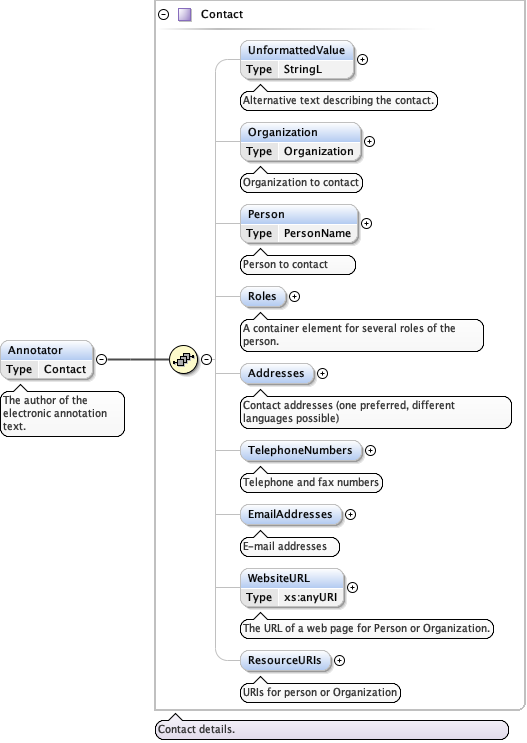 Contact
UnformattedValue
Type StringL
Alternative text describing the contact.
Organization
Type Organization
Organization to contact
Person
Type PersonName
Person to contact
Roles
A container element for several roles of the
person.
Annotator
Type Contact
The author of the
electronic annotation
text.
Addresses
Contact addresses (one preferred, different
languages possible)
TelephoneNumbers
Telephone and fax numbers
EmailAddresses
E-mail addresses
WebsiteURL
Type xs:anyURI
The URL of a web page for Person or Organization.
ResourceURIs
URIs for person or Organization
Contact details.